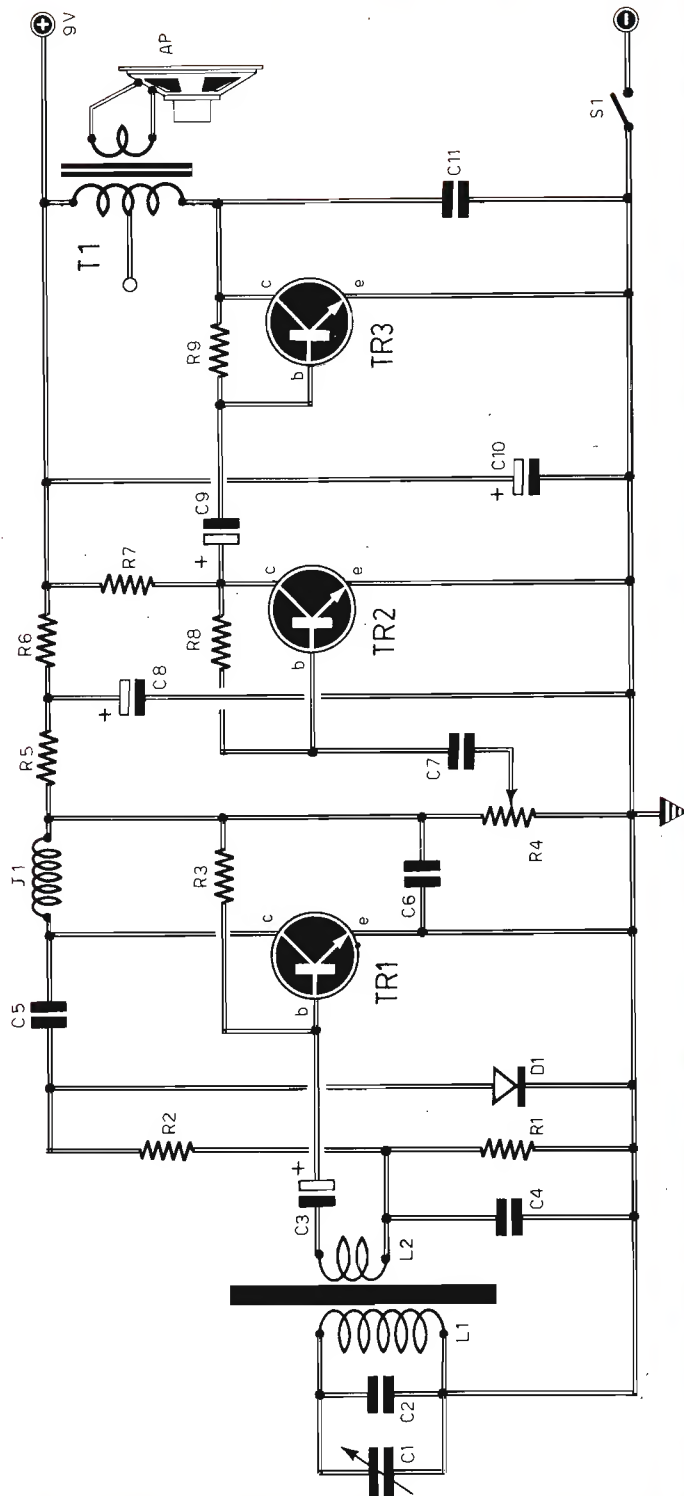 9V
AP
T1
C11
S1
c
e
b
R9
TR3
C10
+
C9
+
R7
R6
c
e
b
R8
TR2
C8
+
R5
C7
R4
J1
R3
C6
c
e
b
TR1
C5
D1
R2
R1
+
C3
C4
L2
L1
C2
C1
+
−